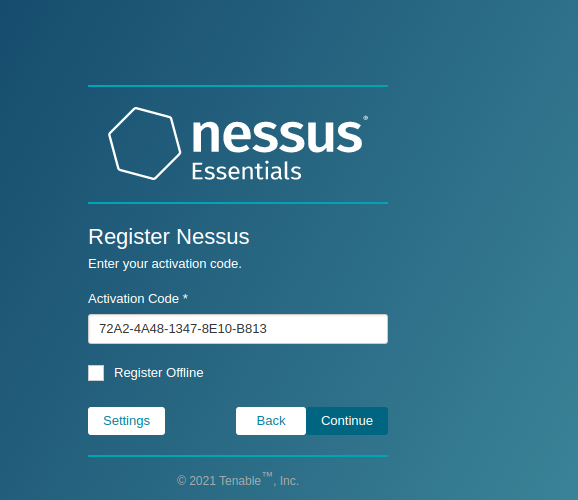 nessus®
Essentials
Register Nessus
Enter your activation code.
Activation Code *
72A2-4A48-1347-8E10-B813
Register Offline
Settings Back Continue
© 2021 Tenable™, Inc.